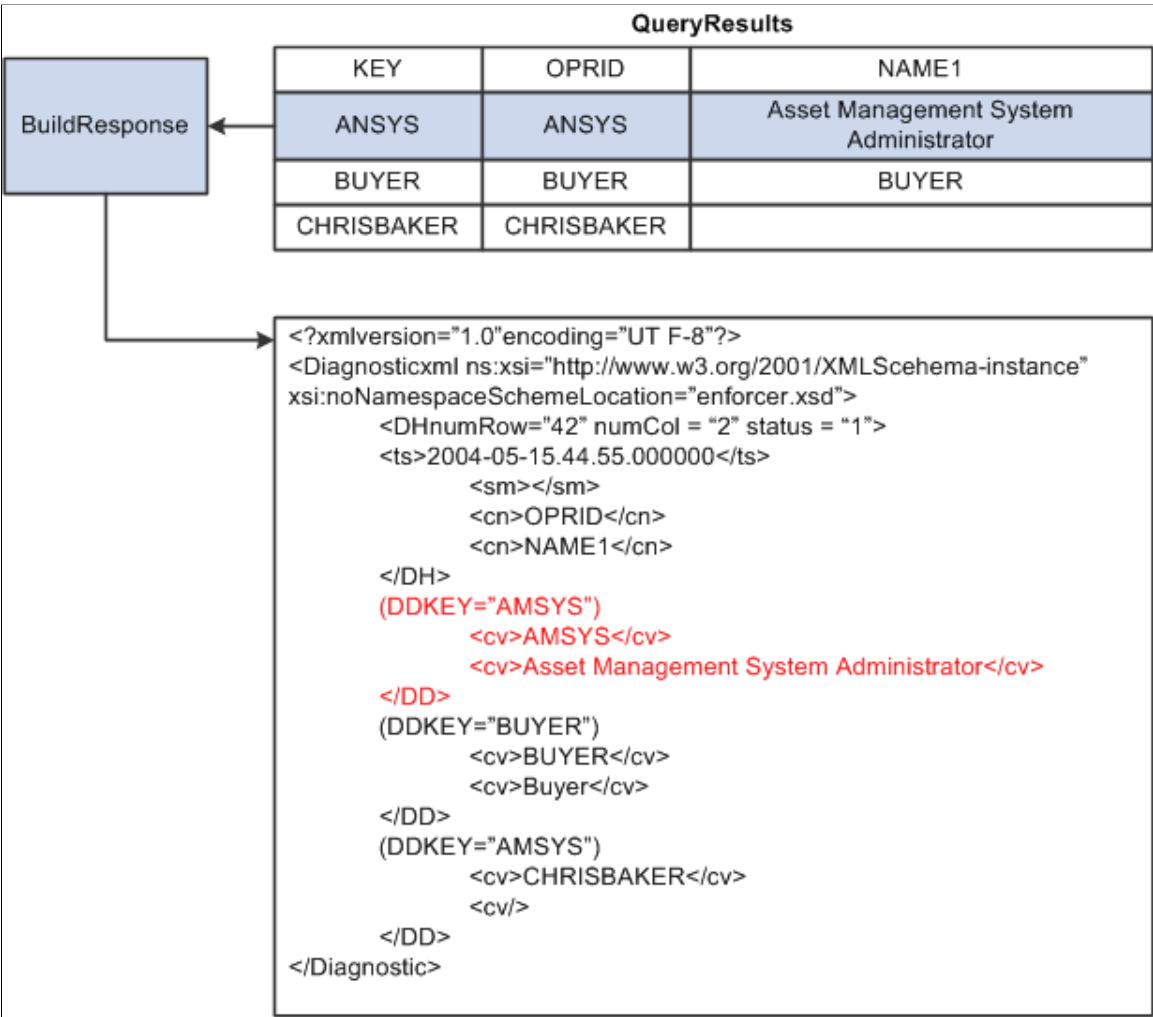 QueryResults
KEY OPRID NAME1
BuildResponse
ANSYS ANSYS Asset Management System
Administrator
BUYER BUYER BUYER
CHRISBAKER CHRISBAKER
<?xmlversion=”1.0”encoding=”UT F-8”?>
<Diagnosticxml ns:xsi=”http://www.w3.org/2001/XMLScehema-instance”
xsi:noNamespaceSchemeLocation=”enforcer.xsd”>
<DHnumRow=”42” numCol = “2” status = “1”>
<ts>2004-05-15.44.55.000000</ts>
<sm></sm>
<cn>OPRID</cn>
<cn>NAME1</cn>
</DH>
(DDKEY=”AMSYS”)
<cv>AMSYS</cv>
<cv>Asset Management System Administrator</cv>
</DD>
(DDKEY=”BUYER”)
<cv>BUYER</cv>
<cv>Buyer</cv>
</DD>
(DDKEY=”AMSYS”)
<cv>CHRISBAKER</cv>
<cv/>
</DD>
</Diagnostic>